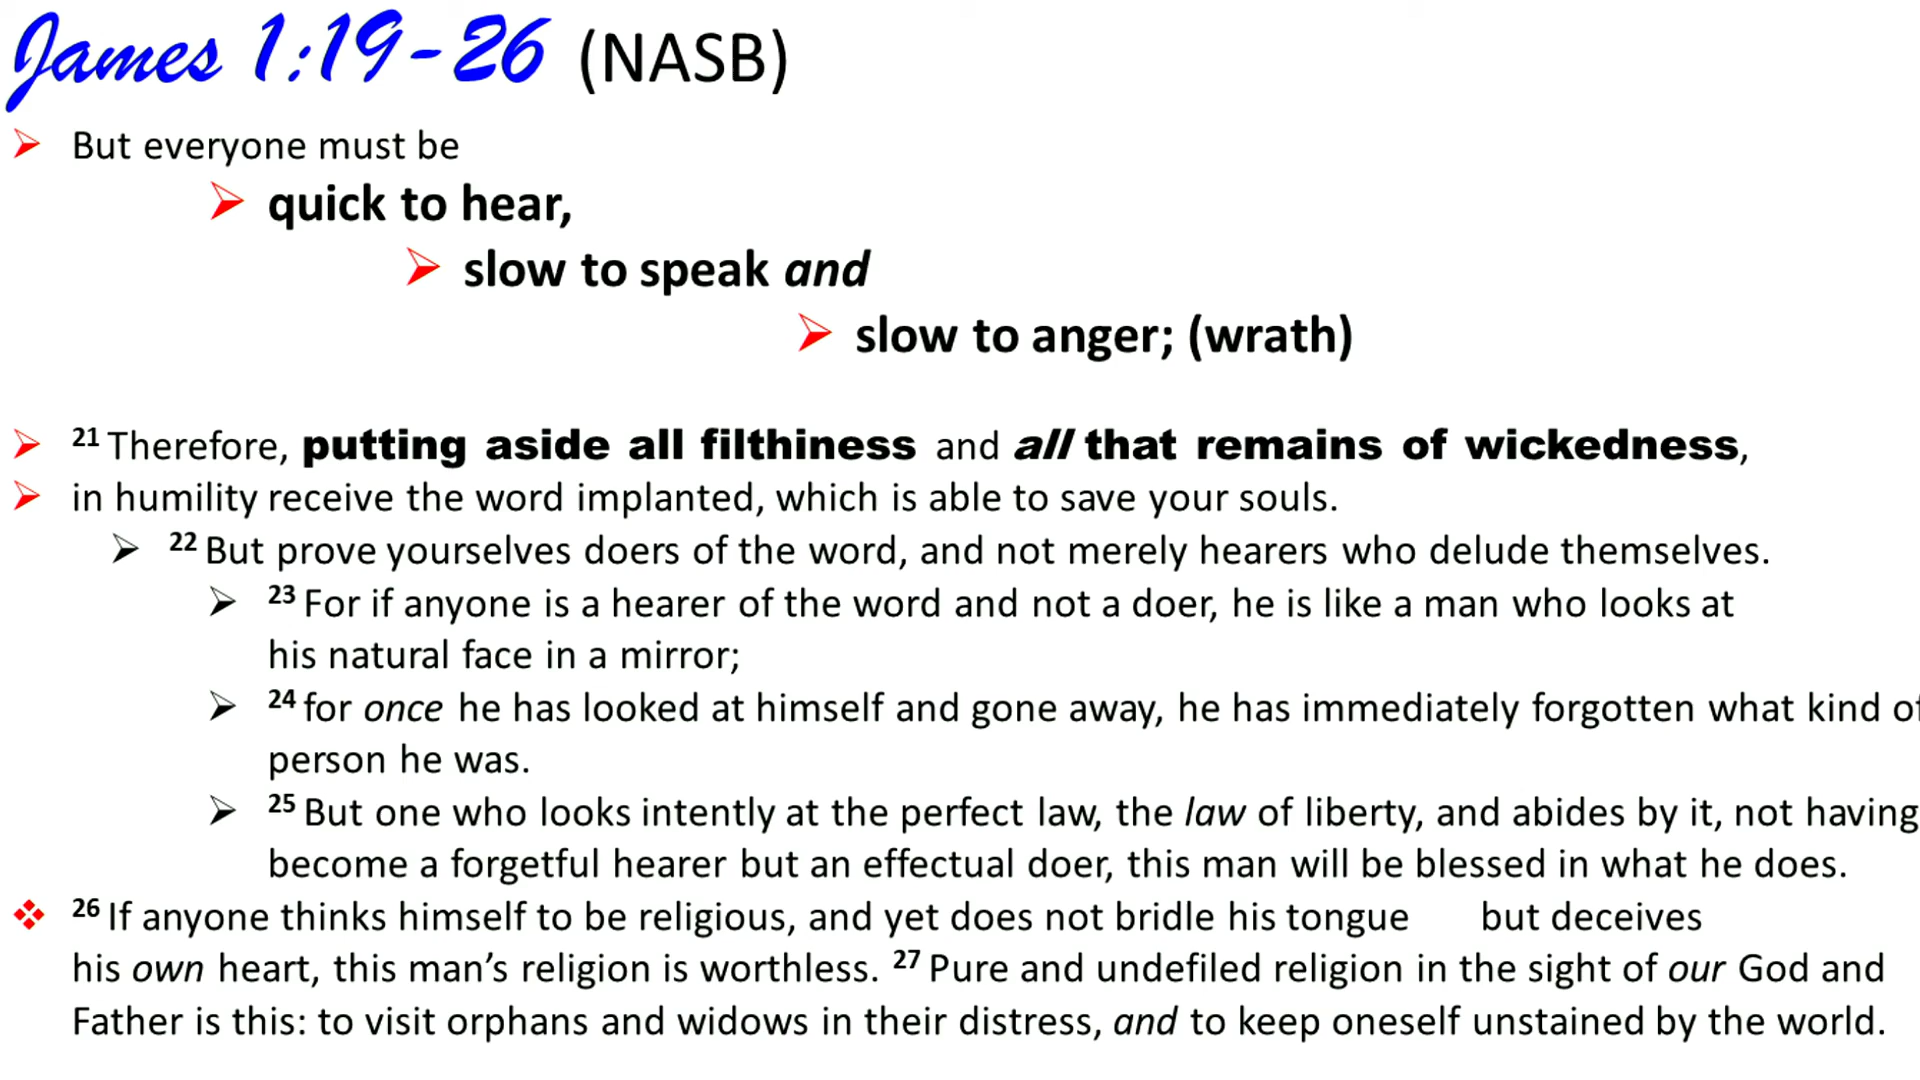 James 1:19-26 (NASB)
But everyone must be
quick to hear,
slow to speak and
slow to anger; (wrath)
21 Therefore, putting aside all filthiness and all that remains of wickedness,
in humility receive the word implanted, which is able to save your souls.
22 But prove yourselves doers of the word, and not merely hearers who delude themselves.
23 For if anyone is a hearer of the word and not a doer, he is like a man who looks at
his natural face in a mirror;
24 for once he has looked at himself and gone away, he has immediately forgotten what kind of
person he was.
25 But one who looks intently at the perfect law, the law of liberty, and abides by it, not having
become a forgetful hearer but an effectual doer, this man will be blessed in what he does.
26 If anyone thinks himself to be religious, and yet does not bridle his tongue but deceives
his own heart, this man’s religion is worthless. 27 Pure and undefiled religion in the sight of our God and
Father is this: to visit orphans and widows in their distress, and to keep oneself unstained by the world.